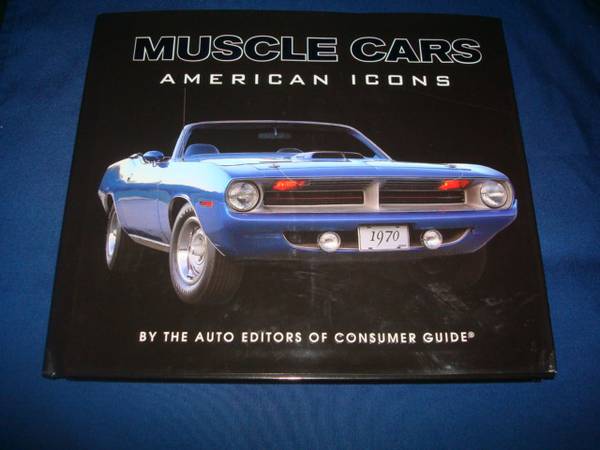 MUSCLE CARS
AMERICAN ICONS
1970
BY THE AUTO EDITORS OF CONSUMER GUIDE®